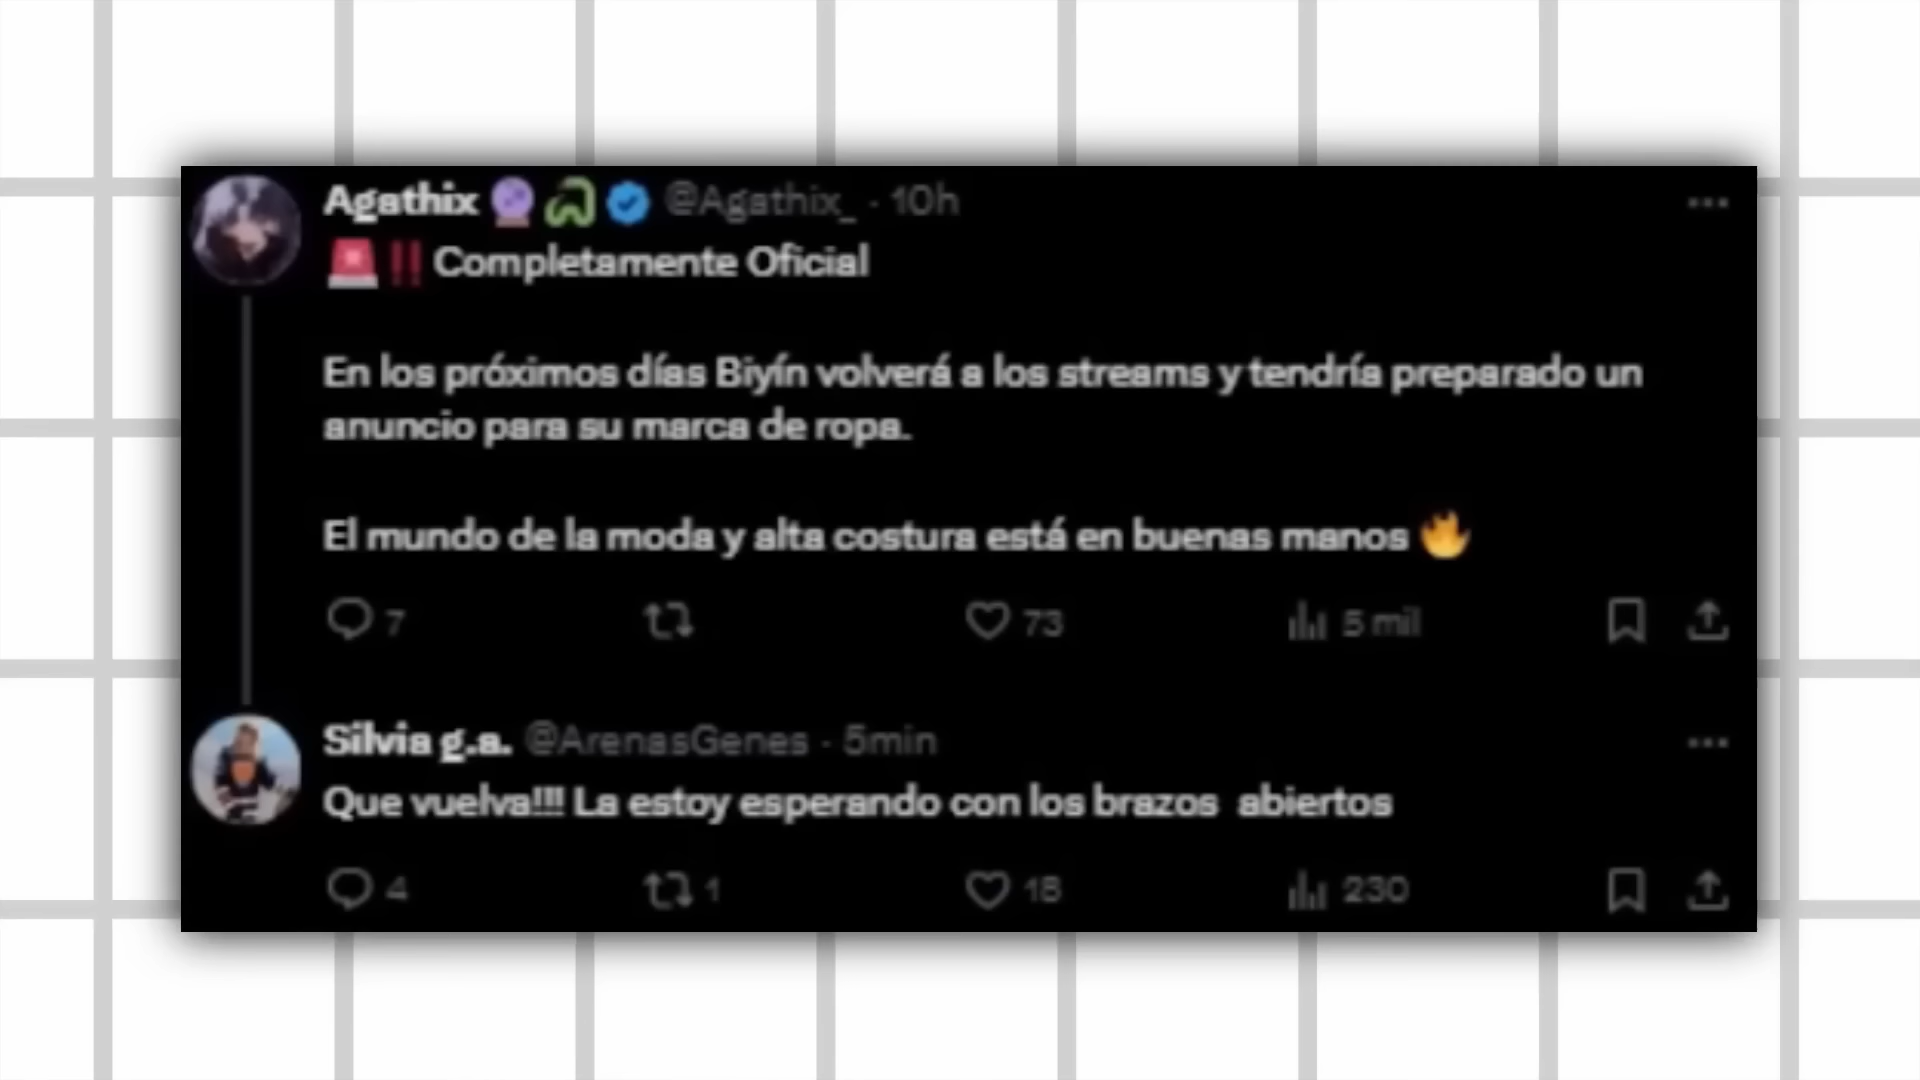 Agathix @Agathix_ · 10h
Completamente Oficial
En los próximos días Biyín volverá a los streams y tendría preparado un
anuncio para su marca de ropa.
El mundo de la moda y alta costura está en buenas manos
7 73 5 mil
Silvia g.a. @ArenasGenes · 5min
Que vuelva!!! La estoy esperando con los brazos abiertos
4 1 18 230